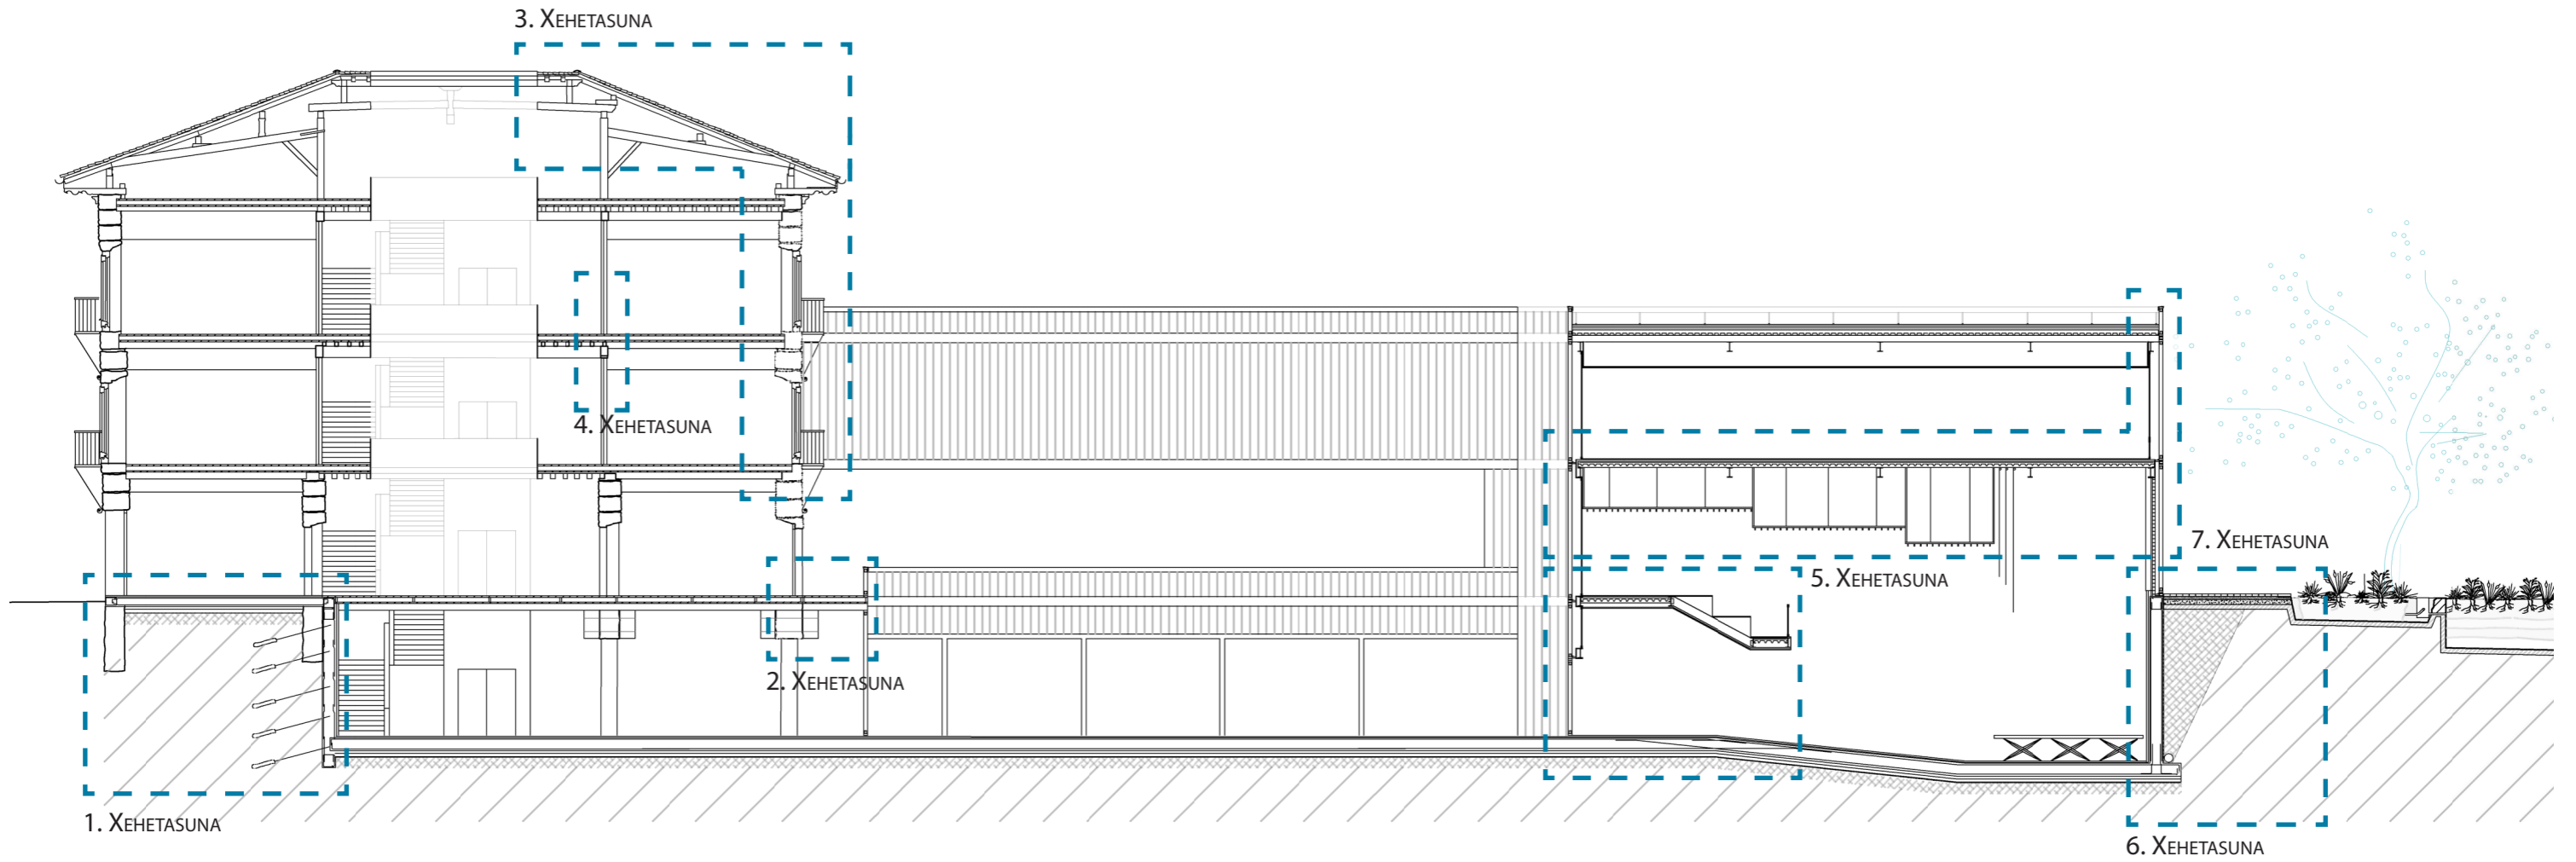 3. Xehetasuna
4. Xehetasuna
7. Xehetasuna
5. Xehetasuna
2. Xehetasuna
1. Xehetasuna
6. Xehetasuna